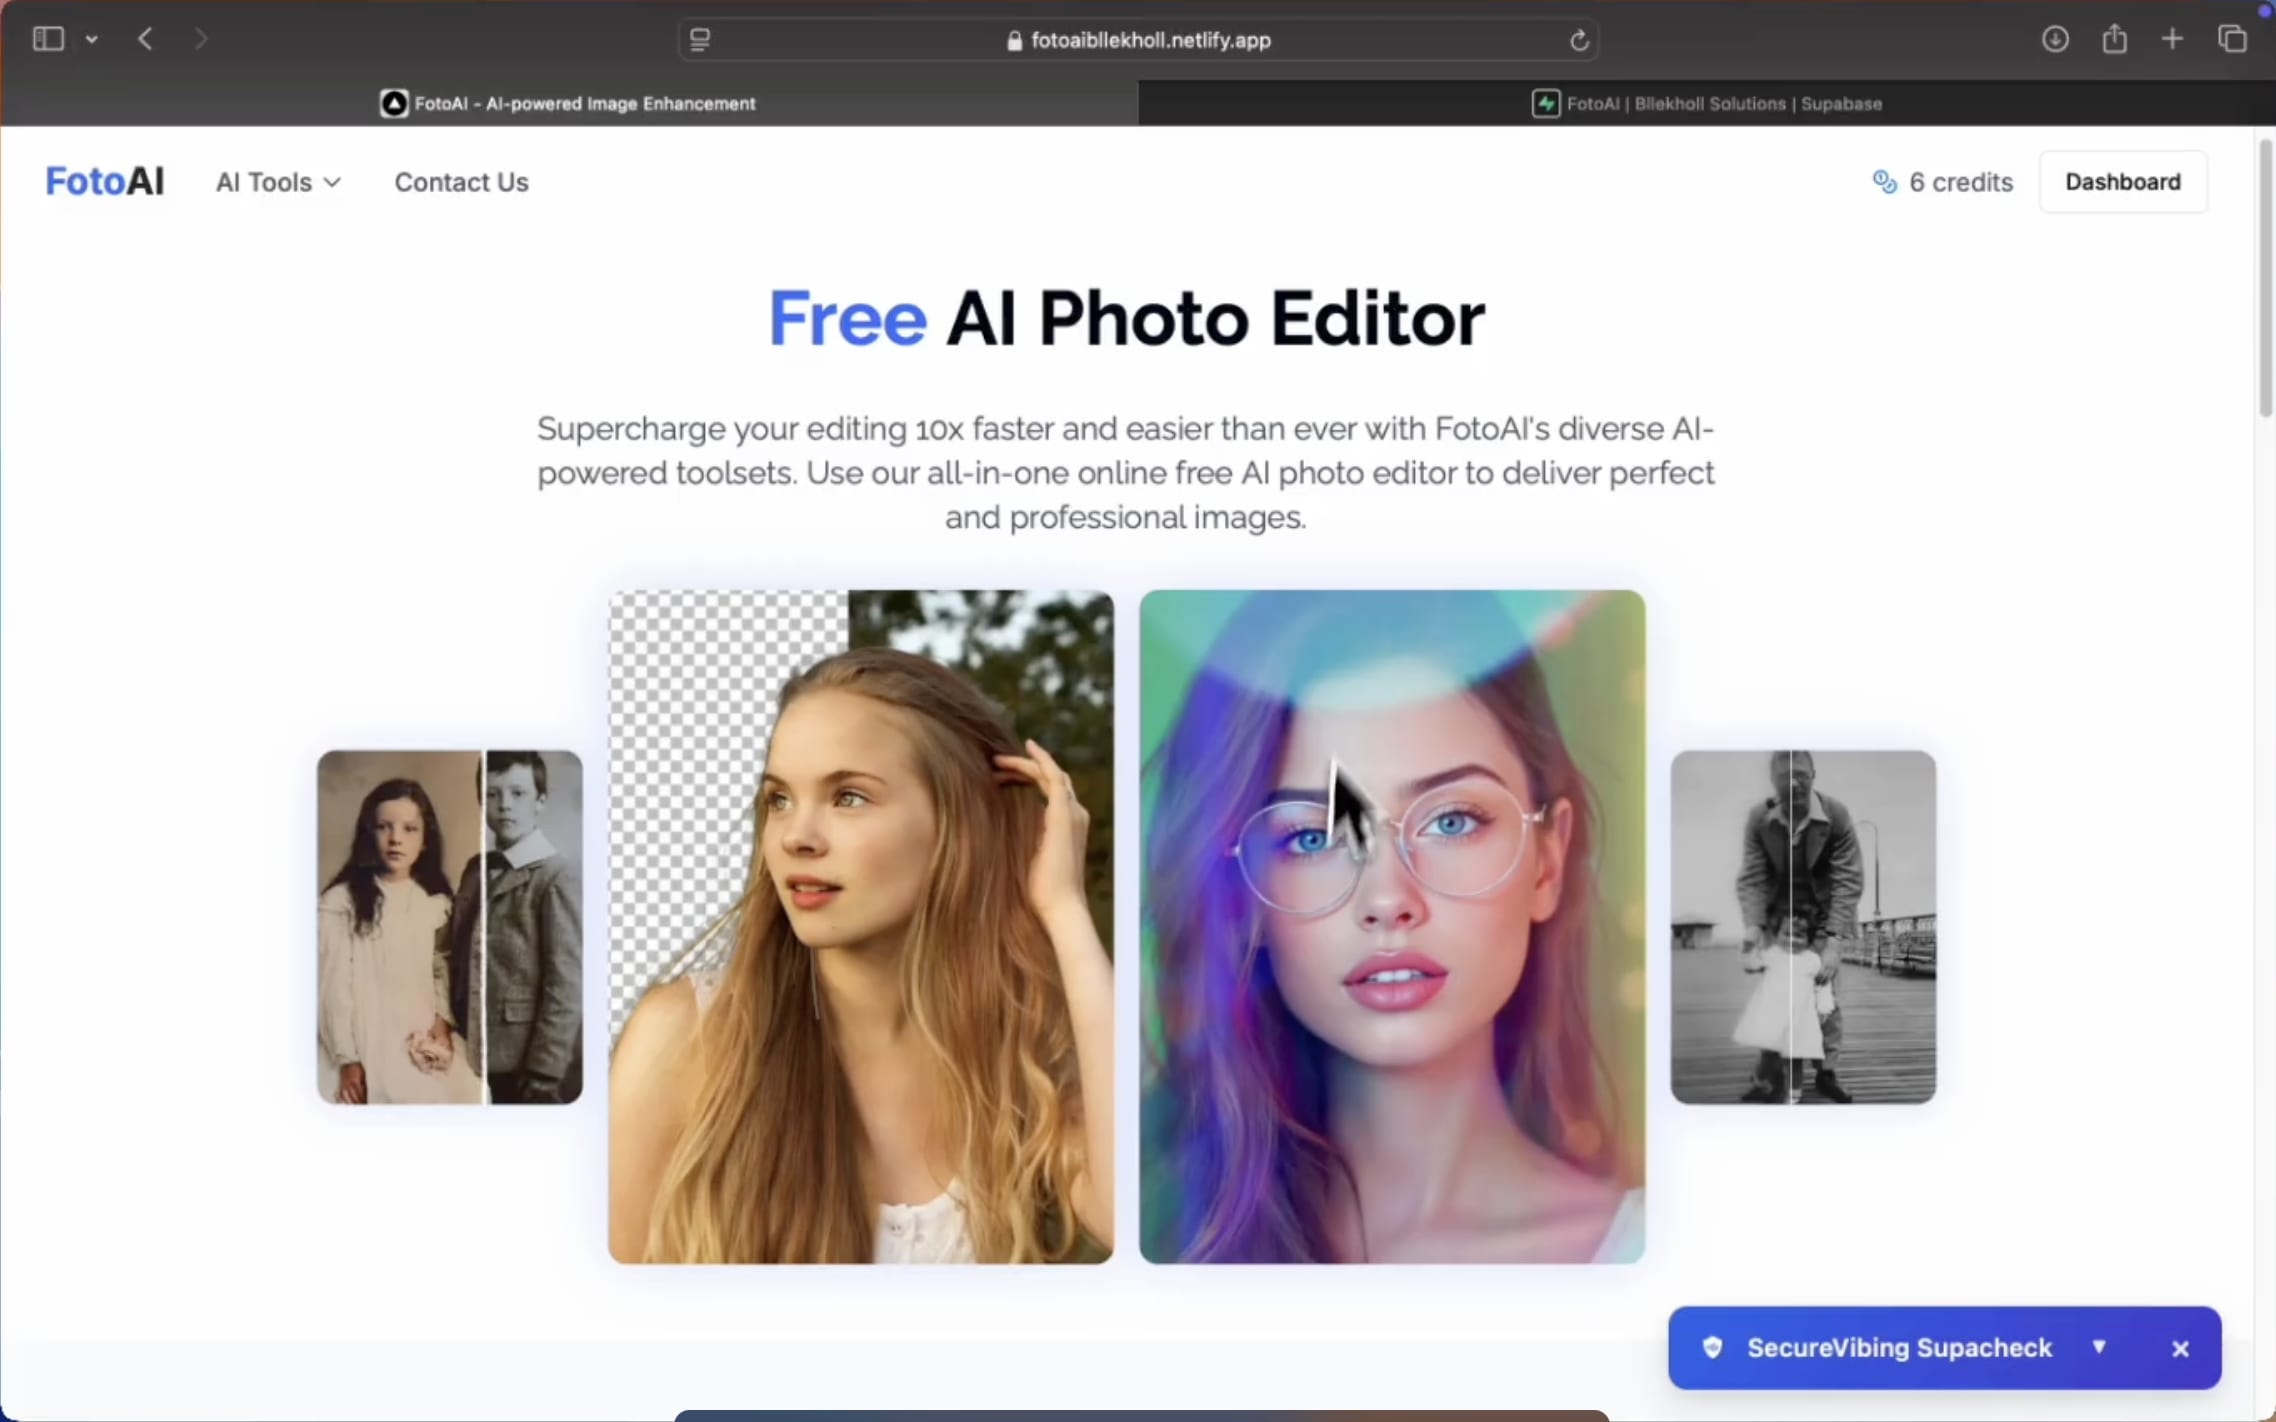 fotoaibllekholl.netlify.app
FotoAI - AI-powered Image Enhancement
FotoAI | Bllekholl Solutions | Supabase
FotoAI
AI Tools
Contact Us
6 credits
Dashboard
Free AI Photo Editor
Supercharge your editing 10x faster and easier than ever with FotoAI's diverse AI-
powered toolsets. Use our all-in-one online free AI photo editor to deliver perfect
and professional images.
SecureVibing Supacheck